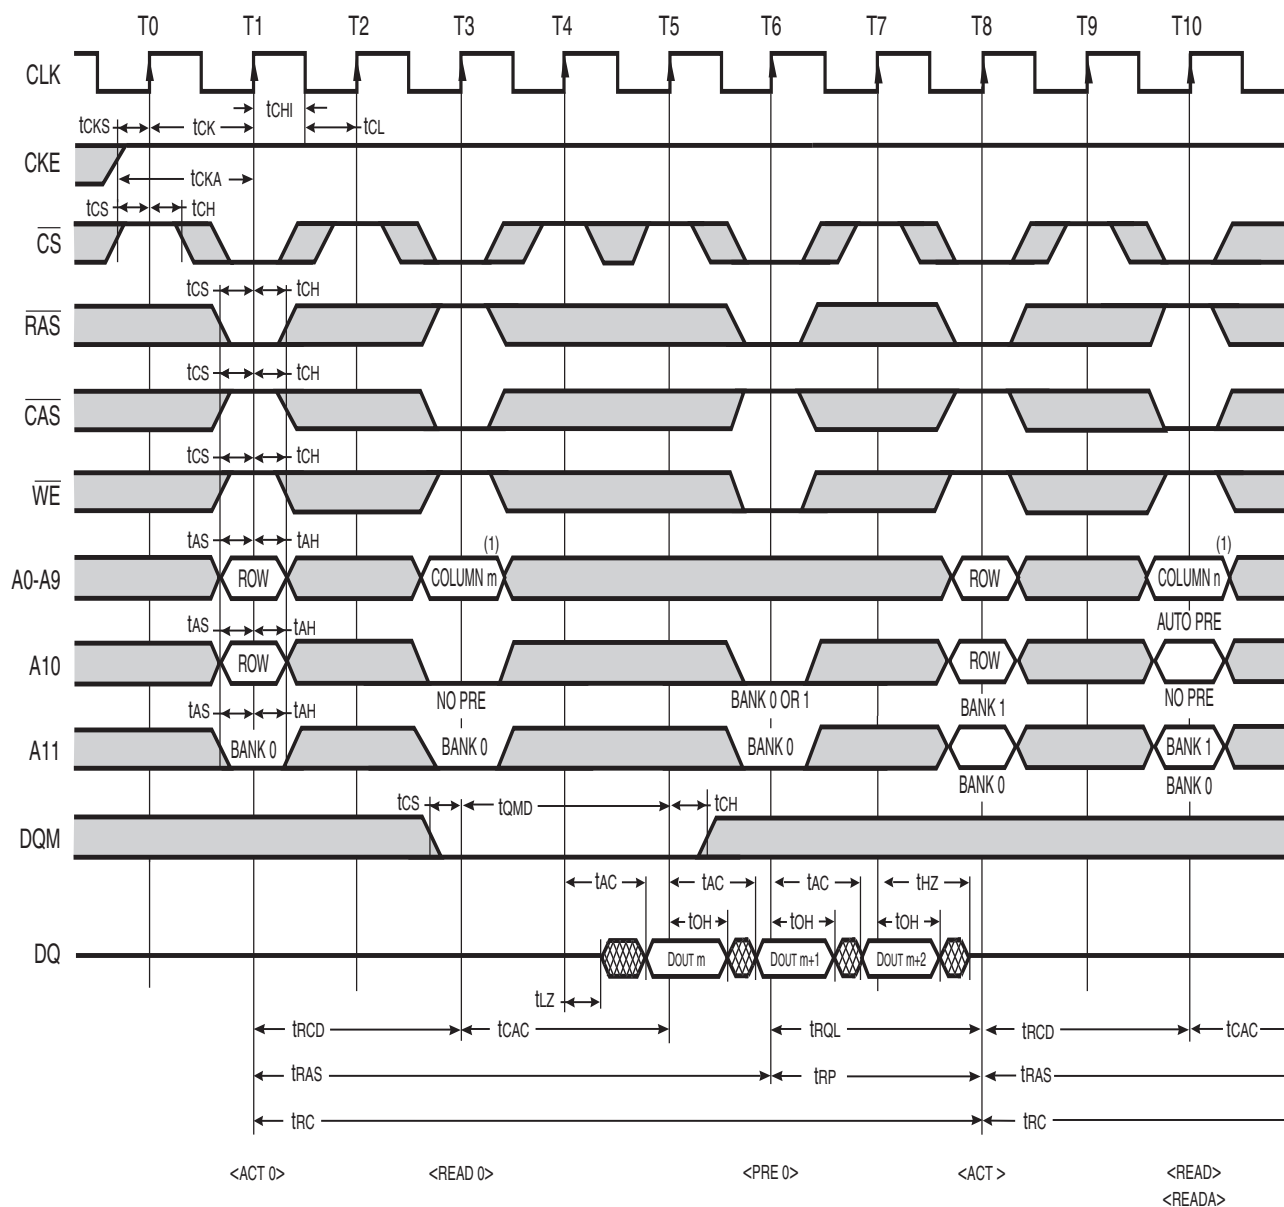 T0 T1 T2 T3 T4 T5 T6 T7 T8 T9 T10
CLK
tCHI
tCKS tCK tCL
CKE
tCKA
tCS tCH
CS
tCS tCH
RAS
tCS tCH
CAS
tCS tCH
WE
tAS tAH (1) (1)
A0-A9 ROW COLUMN m ROW COLUMN n
tAS tAH AUTO PRE
A10 ROW ROW
NO PRE BANK 0 OR 1 BANK 1 NO PRE
tAS tAH
A11 BANK 0 BANK 0 BANK 0 BANK 1
BANK 0 BANK 0
tCS tQMD tCH
DQM
tAC tAC tAC tHZ
tOH tOH tOH
DQ DOUT m DOUT m+1 DOUT m+2
tLZ
tRCD tCAC tRQL tRCD tCAC
tRAS tRP tRAS
tRC tRC
<ACT 0> <READ 0> <PRE 0> <ACT > <READ>
<READA>